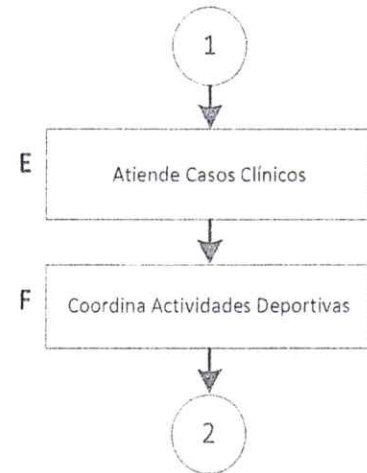 1
E
Atiende Casos Clínicos
F
Coordina Actividades Deportivas
2